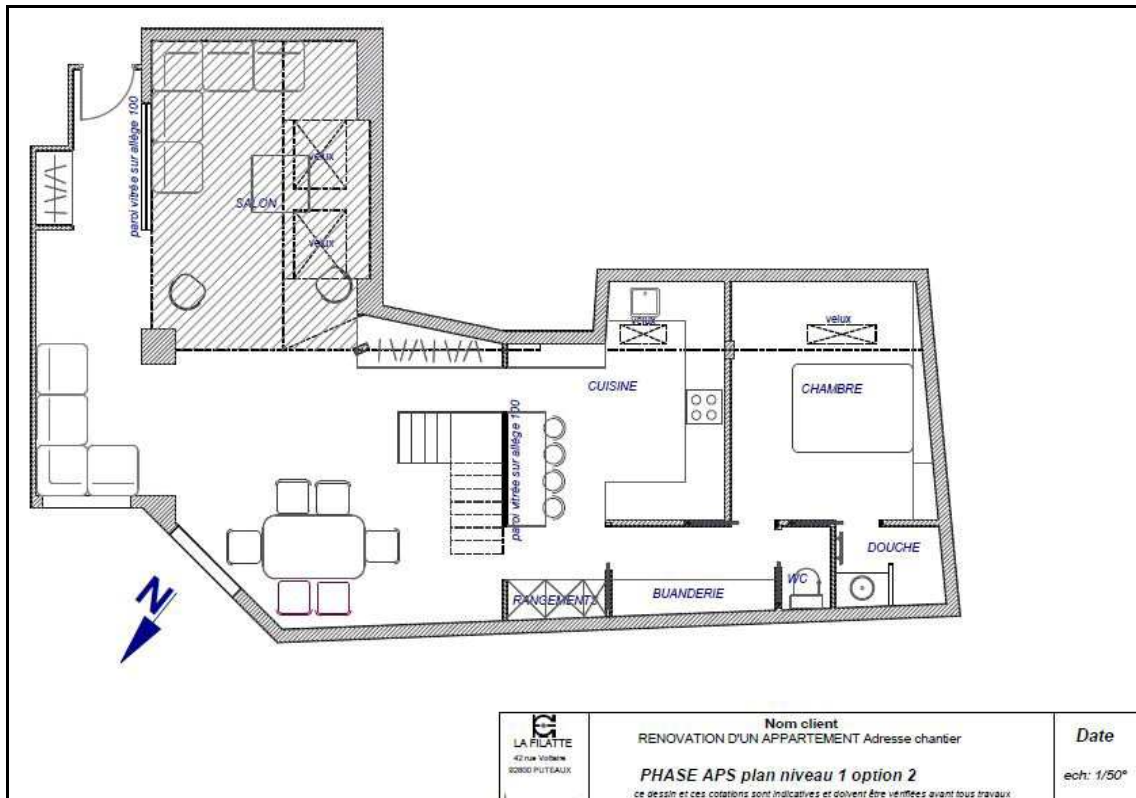 paroi vitrée sur allège 100
velux
SALON
velux
velux
velux
CUISINE
CHAMBRE
paroi vitrée sur allège 100
DOUCHE
WC
RANGEMENTS
BUANDERIE
N
LA FILATTE
42 rue Voltaire
92800 PUTEAUX
Nom client
RENOVATION D'UN APPARTEMENT Adresse chantier
PHASE APS plan niveau 1 option 2
ce dessin et ces cotations sont indicatives et doivent être vérifiées avant tous travaux
Date
ech: 1/50°